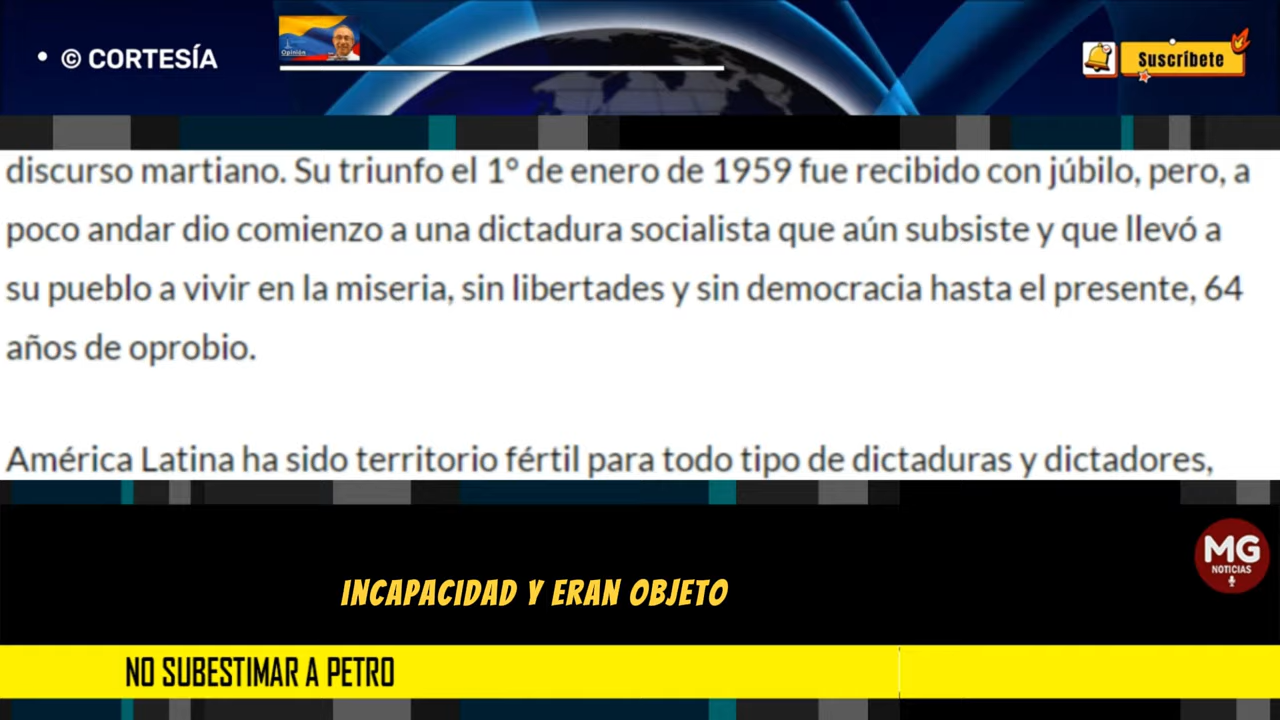 • © CORTESÍA
Opinión
Suscríbete
discurso martiano. Su triunfo el 1° de enero de 1959 fue recibido con júbilo, pero, a
poco andar dio comienzo a una dictadura socialista que aún subsiste y que llevó a
su pueblo a vivir en la miseria, sin libertades y sin democracia hasta el presente, 64
años de oprobio.
América Latina ha sido territorio fértil para todo tipo de dictaduras y dictadores,
MG
NOTICIAS
INCAPACIDAD Y ERAN OBJETO
NO SUBESTIMAR A PETRO